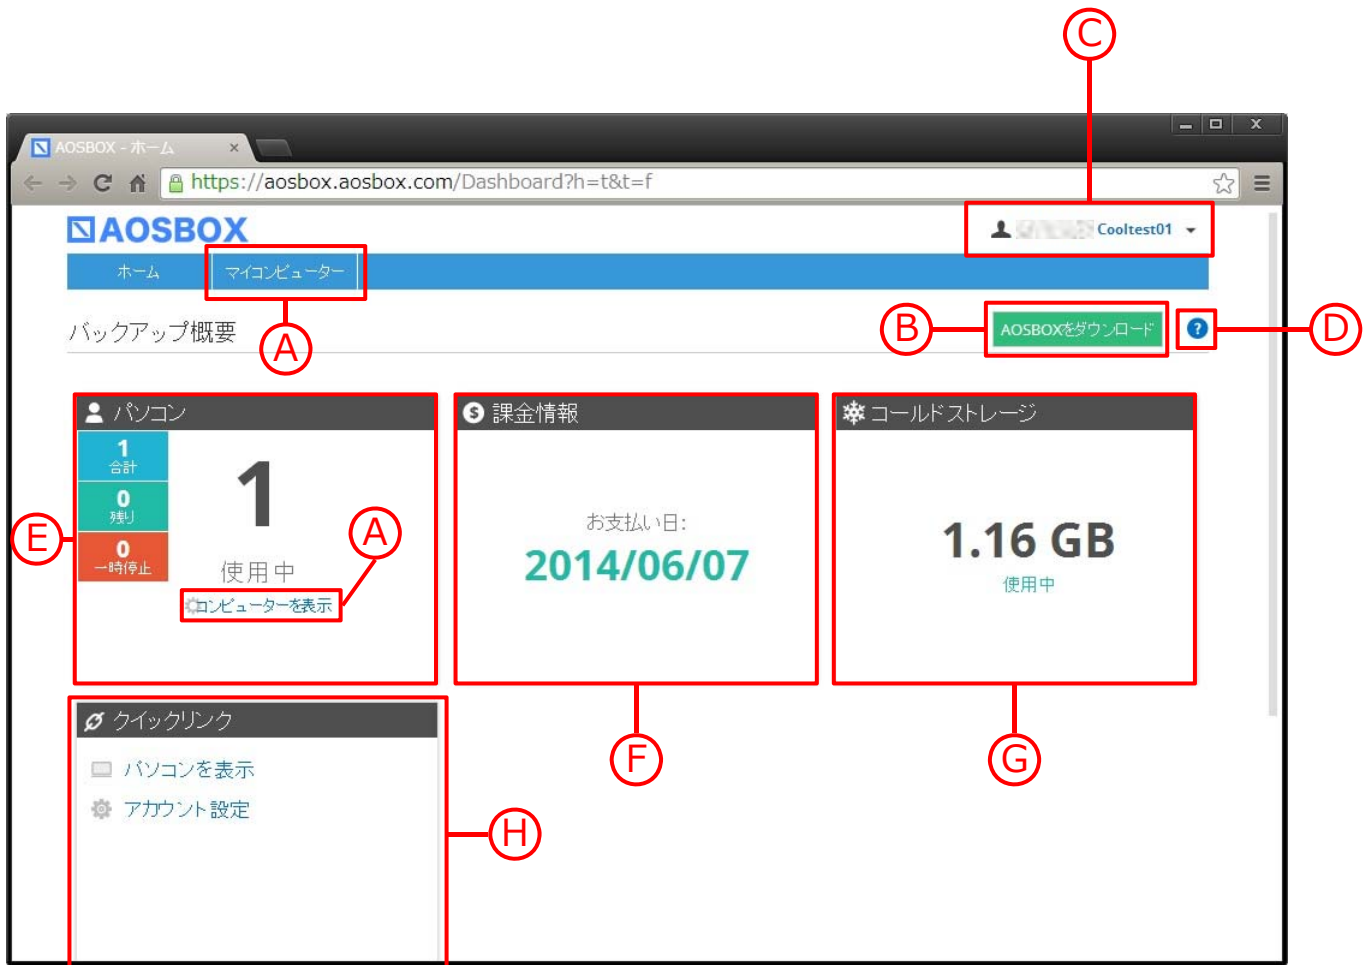 C
AOSBOX - ホーム
https://aosbox.aosbox.com/Dashboard?h=t&t=f
AOSBOX
Cooltest01
ホーム
マイコンピューター
A
バックアップ概要
B
AOSBOXをダウンロード
?
D
パソコン
1
合計
0
残り
0
一時停止
1
使用中
コンピューターを表示
A
E
課金情報
お支払い日:
2014/06/07
F
コールドストレージ
1.16 GB
使用中
G
クイックリンク
パソコンを表示
アカウント設定
H